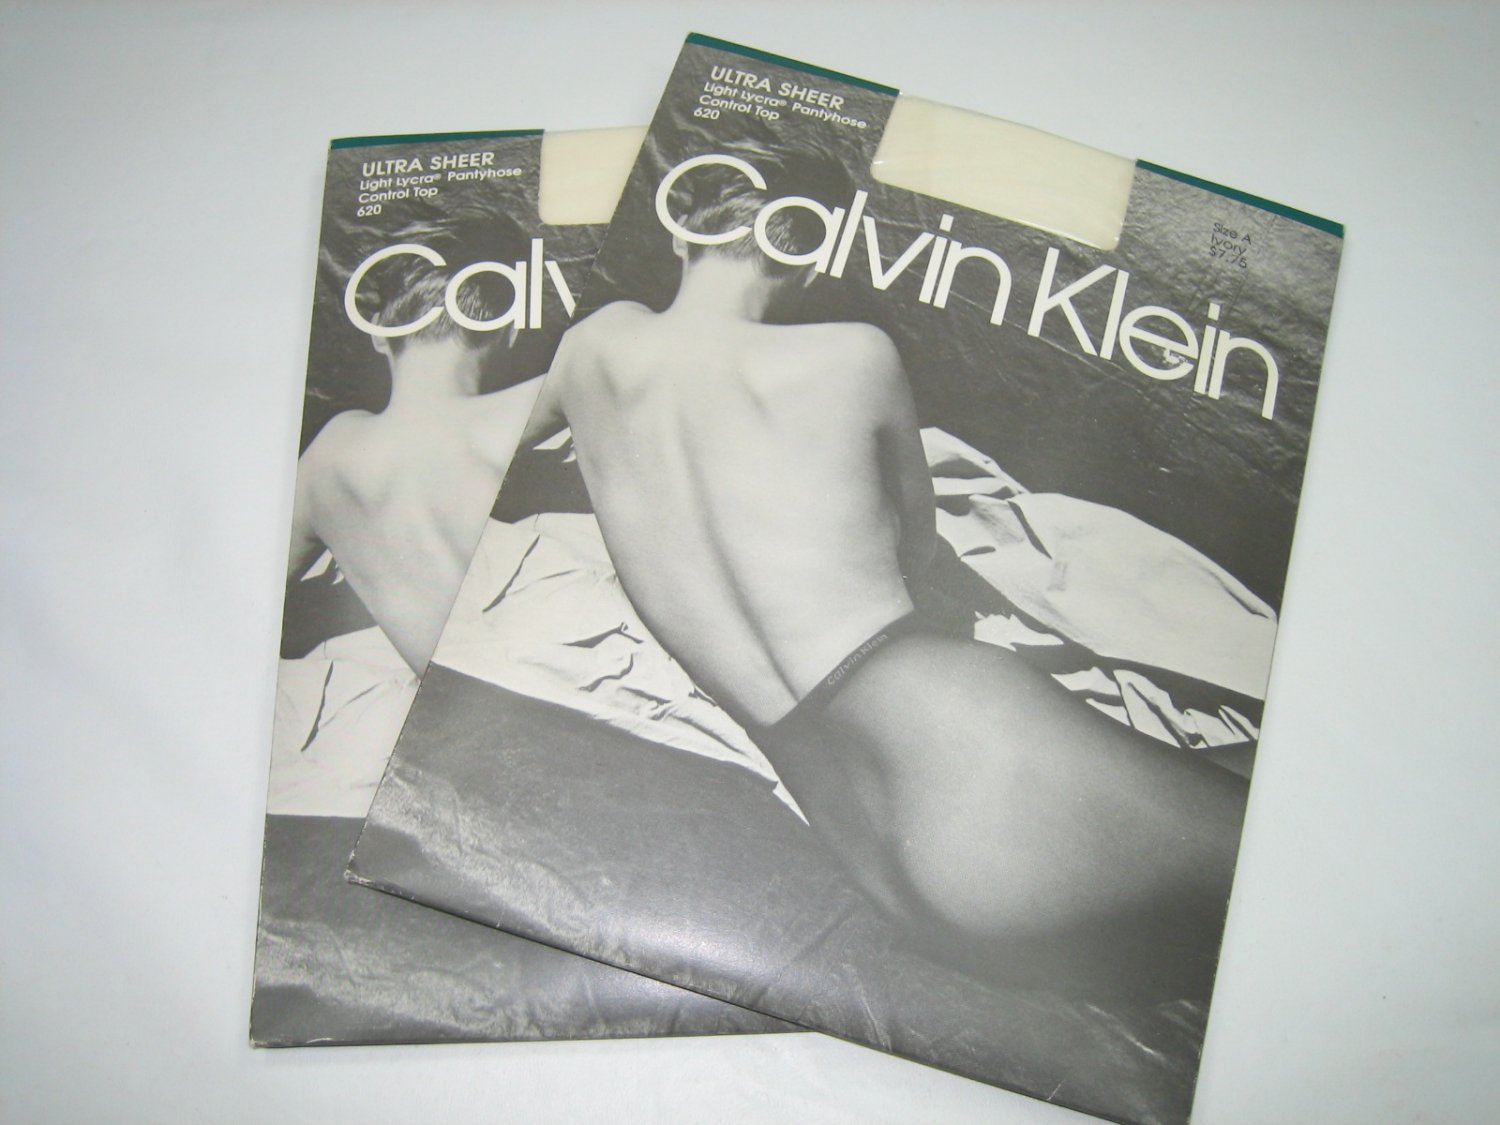 ULTRA SHEER
Light Lycra® Pantyhose
Control Top
620
Calv
ULTRA SHEER
Light Lycra® Pantyhose
Control Top
620
Calvin Klein
Size A
Ivory
$7.75
Calvin Klein